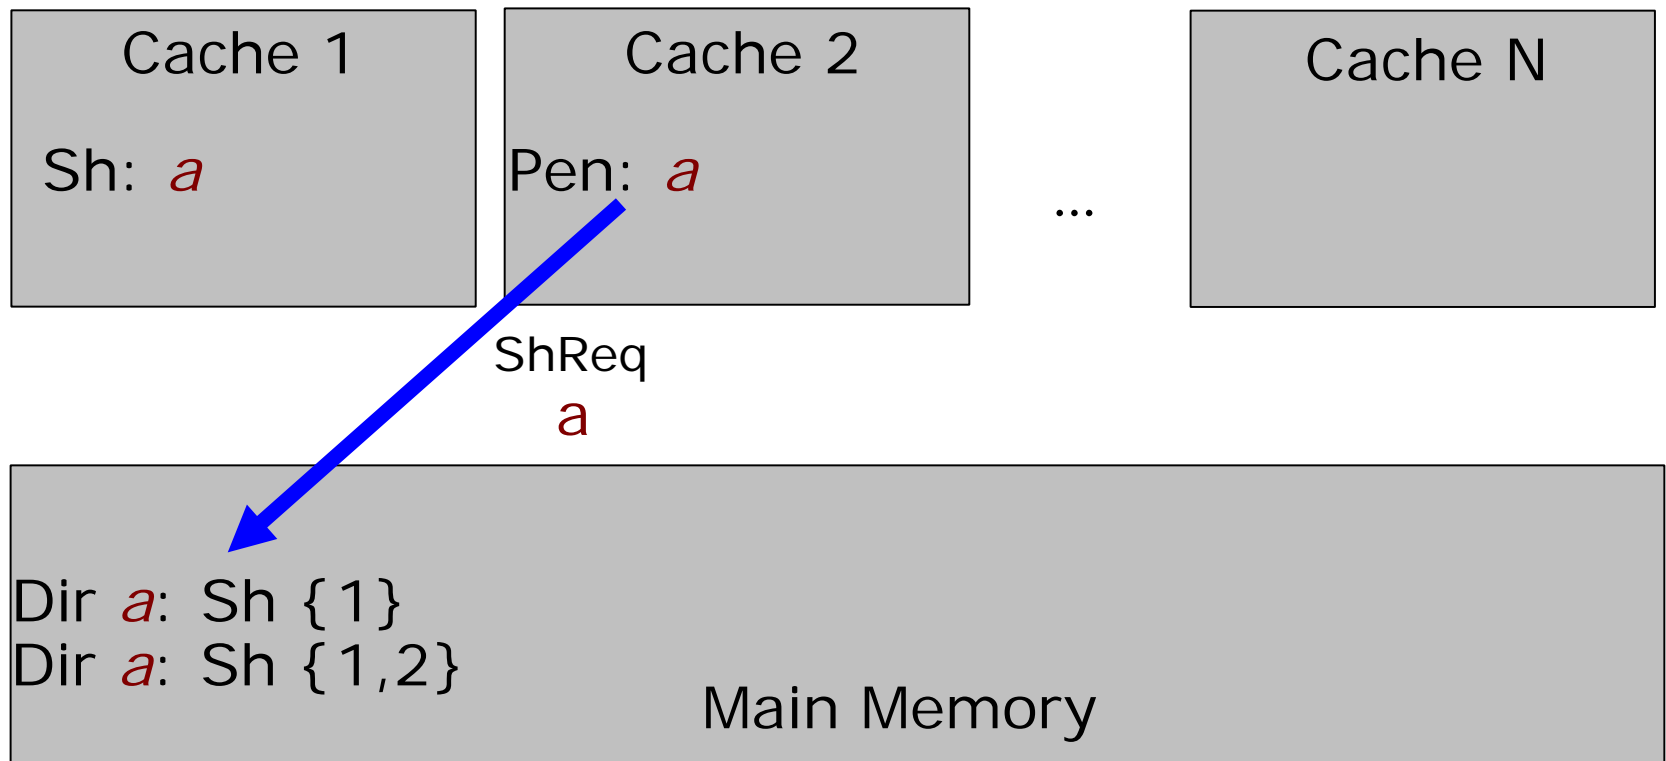 Cache 1
Cache 2
Cache N
Sh: a
Pen: a
...
ShReq
a
Dir a: Sh {1}
Dir a: Sh {1,2}
Main Memory